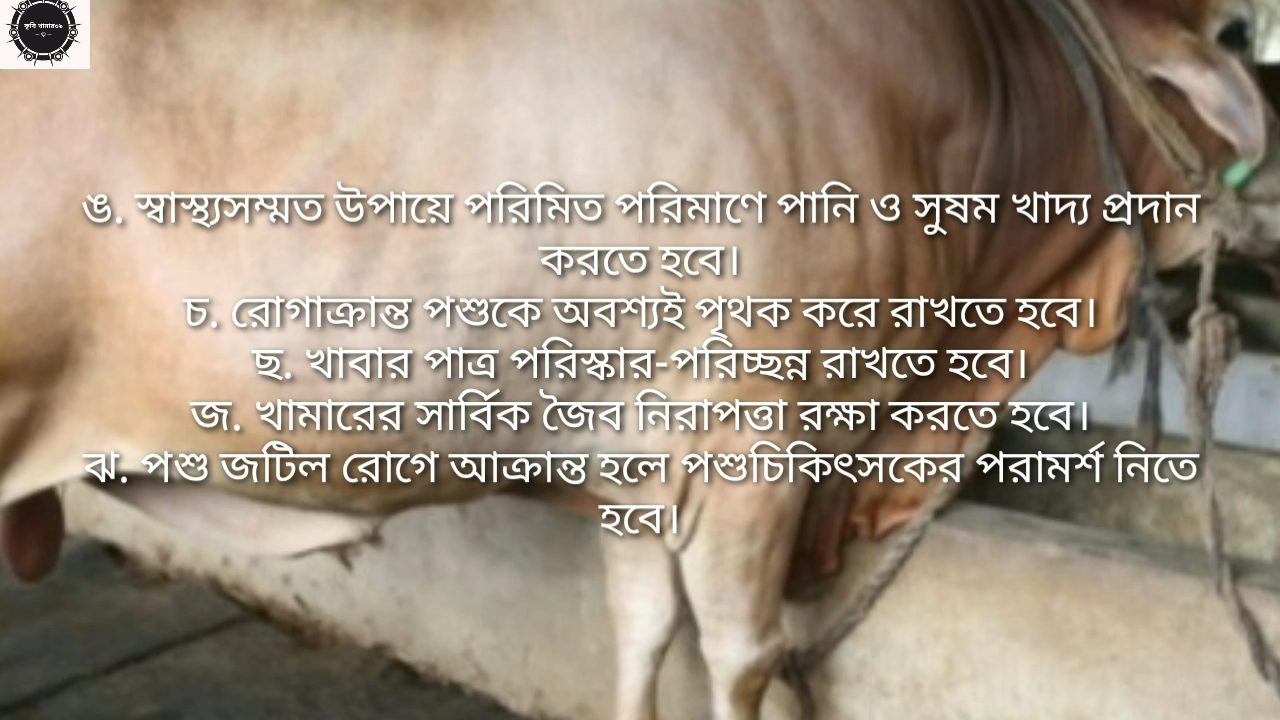 কৃষি খামার৩৯
ঙ. স্বাস্থ্যসম্মত উপায়ে পরিমিত পরিমাণে পানি ও সুষম খাদ্য প্রদান
করতে হবে।
চ. রোগাক্রান্ত পশুকে অবশ্যই পৃথক করে রাখতে হবে।
ছ. খাবার পাত্র পরিস্কার-পরিচ্ছন্ন রাখতে হবে।
জ. খামারের সার্বিক জৈব নিরাপত্তা রক্ষা করতে হবে।
ঝ. পশু জটিল রোগে আক্রান্ত হলে পশুচিকিৎসকের পরামর্শ নিতে
হবে।